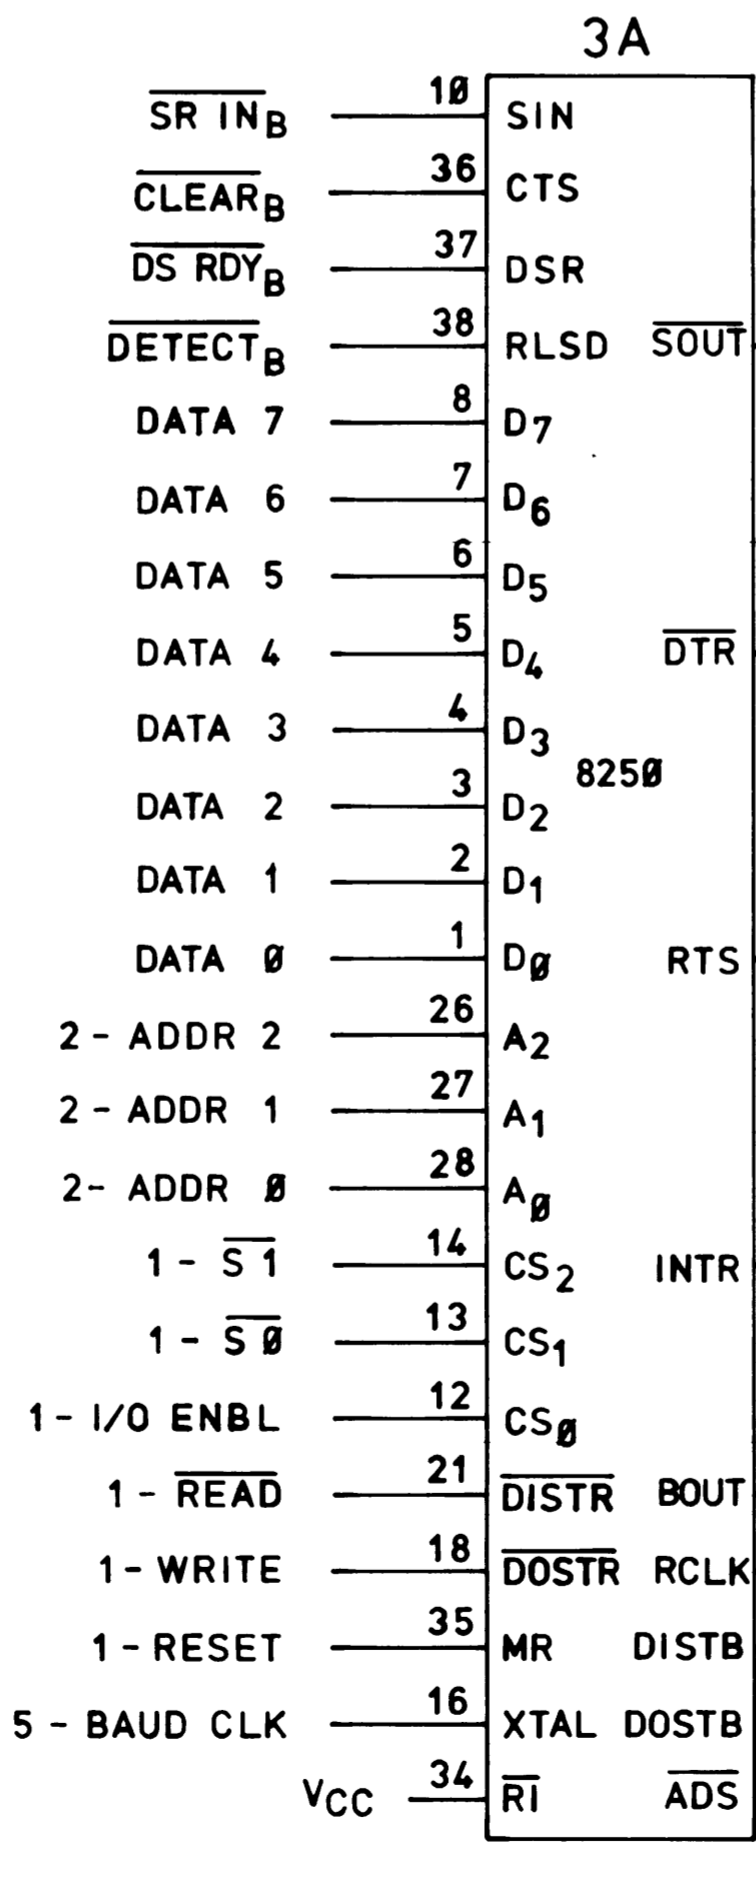 3A
SR IN_B 10 SIN
CLEAR_B 36 CTS
DS RDY_B 37 DSR
DETECT_B 38 RLSD SOUT
DATA 7 8 D7
DATA 6 7 D6
DATA 5 6 D5
DATA 4 5 D4 DTR
DATA 3 4 D3
8250
DATA 2 3 D2
DATA 1 2 D1
DATA 0 1 D0 RTS
2 - ADDR 2 26 A2
2 - ADDR 1 27 A1
2 - ADDR 0 28 A0
1 - S 1 14 CS2 INTR
1 - S 0 13 CS1
1 - I/O ENBL 12 CS0
1 - READ 21 DISTR BOUT
1 - WRITE 18 DOSTR RCLK
1 - RESET 35 MR DISTB
5 - BAUD CLK 16 XTAL DOSTB
VCC 34 RI ADS